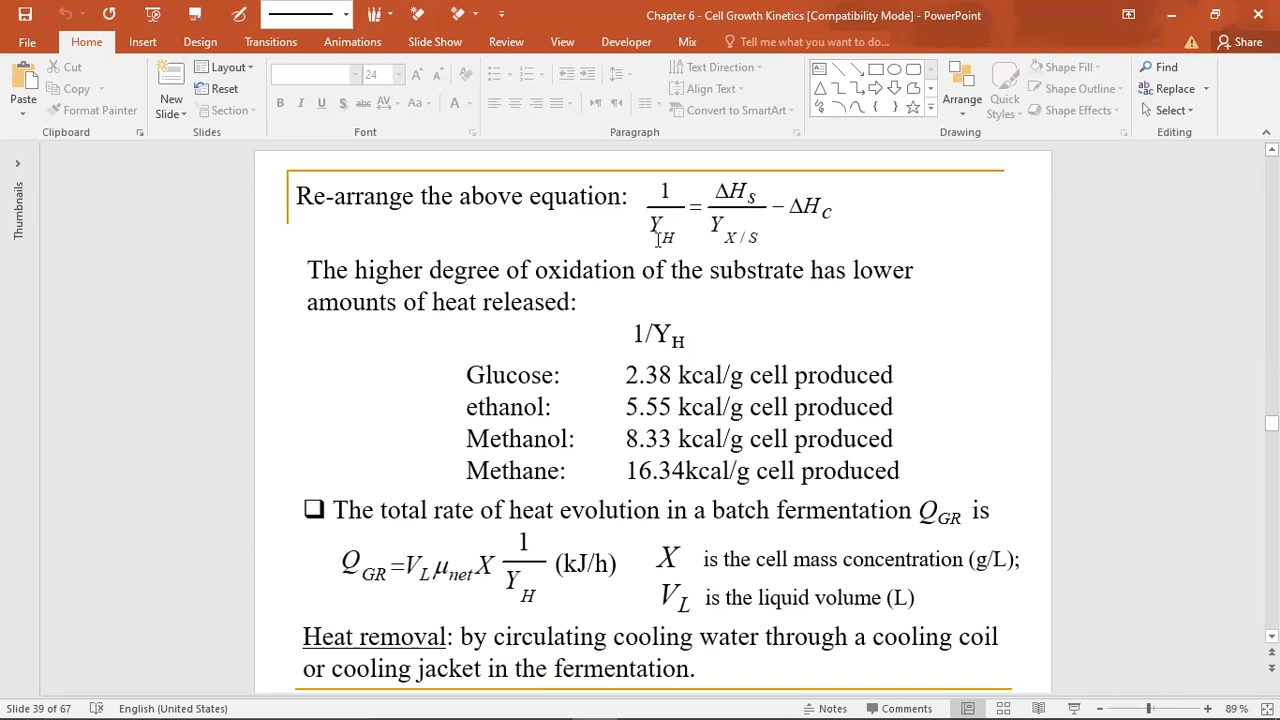 Chapter 6 - Cell Growth Kinetics [Compatibility Mode] - PowerPoint
File Home Insert Design Transitions Animations Slide Show Review View Developer Mix Tell me what you want to do... Share
Paste
Cut
Copy
Format Painter
Clipboard
New Slide
Layout
Reset
Section
Slides
24
B I U S abc AV Aa A
Font
Text Direction
Align Text
Convert to SmartArt
Paragraph
Arrange
Quick Styles
Shape Fill
Shape Outline
Shape Effects
Drawing
Find
Replace
Select
Editing
Thumbnails
Re-arrange the above equation: 1/Y_H = ΔH_S/Y_X/S − ΔH_C
The higher degree of oxidation of the substrate has lower
amounts of heat released:
1/Y_H
Glucose: 2.38 kcal/g cell produced
ethanol: 5.55 kcal/g cell produced
Methanol: 8.33 kcal/g cell produced
Methane: 16.34kcal/g cell produced
❑ The total rate of heat evolution in a batch fermentation Q_GR is
Q_GR =V_L μ_net X 1/Y_H (kJ/h) X is the cell mass concentration (g/L);
V_L is the liquid volume (L)
Heat removal: by circulating cooling water through a cooling coil
or cooling jacket in the fermentation.
Slide 39 of 67 English (United States) Notes Comments 89 %